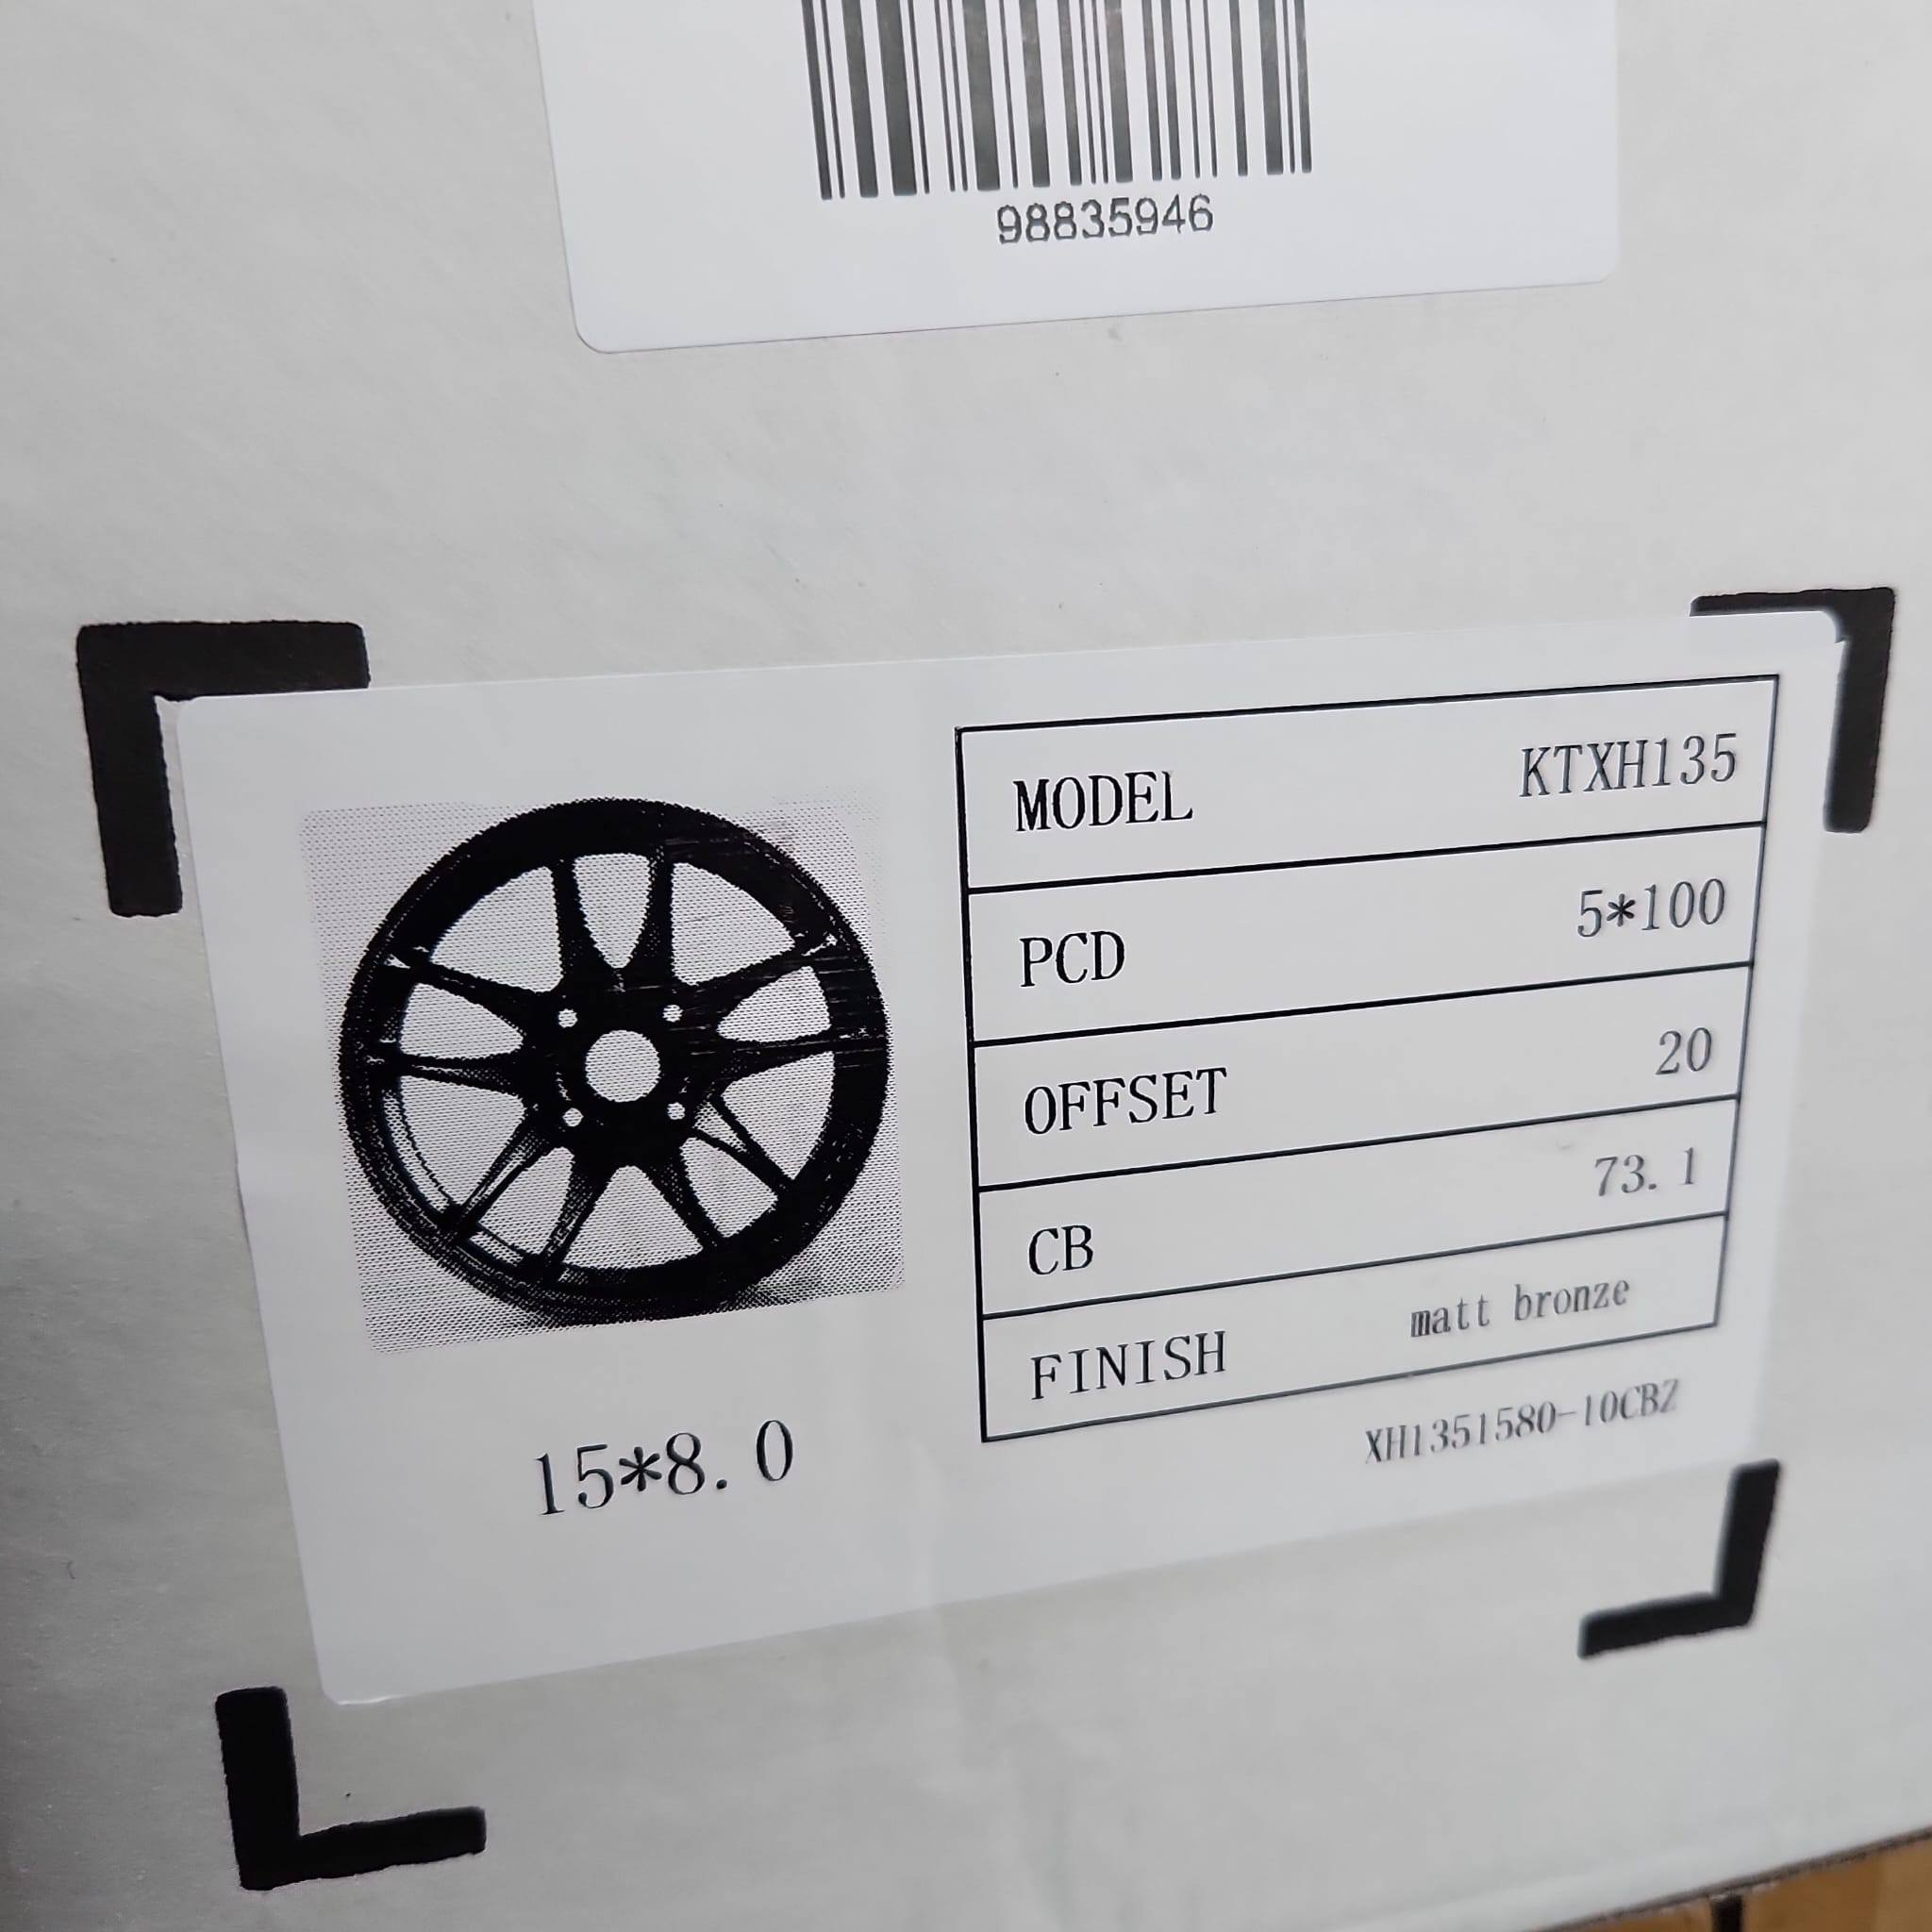 98835946
MODEL KTXH135
PCD 5*100
OFFSET 20
CB 73.1
FINISH matt bronze
15*8.0
XH1351580-10CBZ